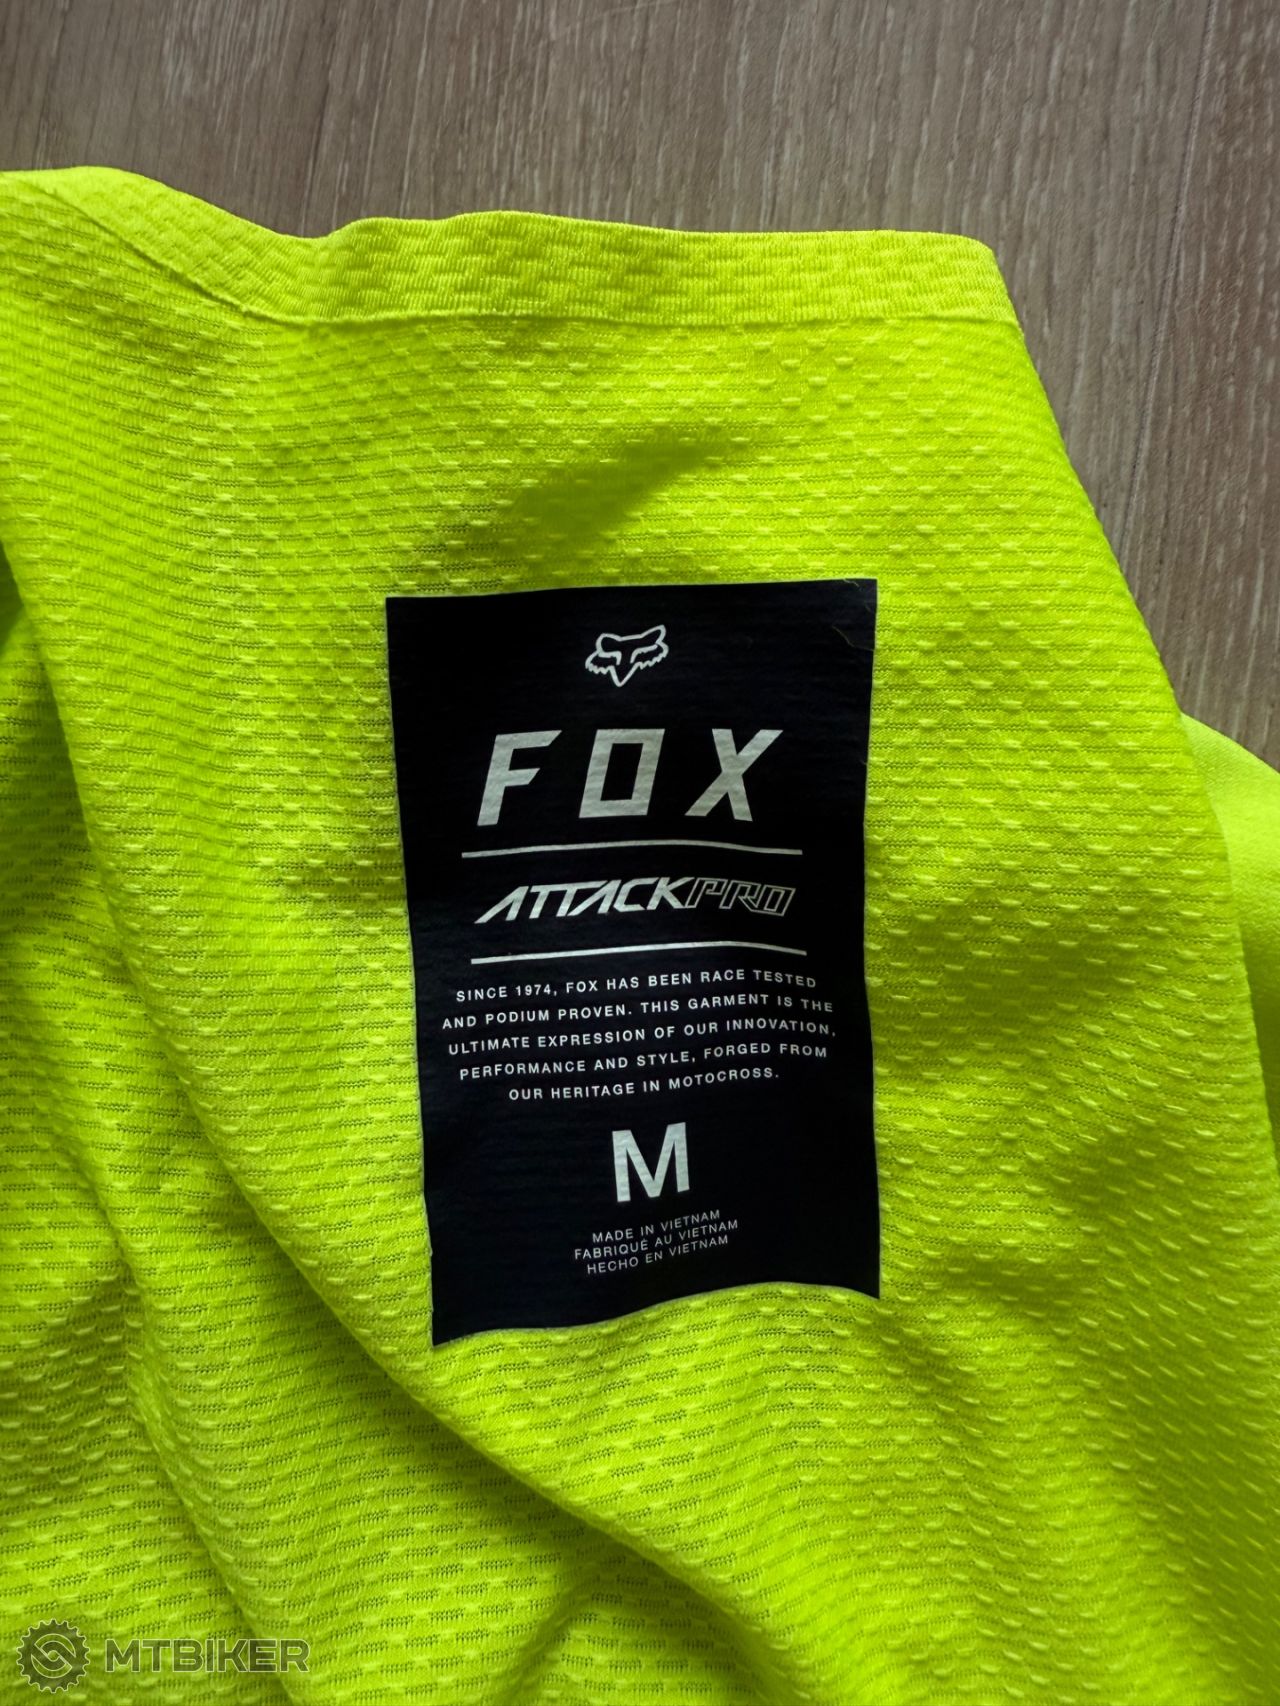 FOX
ATTACKPRO
SINCE 1974, FOX HAS BEEN RACE TESTED
AND PODIUM PROVEN. THIS GARMENT IS THE
ULTIMATE EXPRESSION OF OUR INNOVATION,
PERFORMANCE AND STYLE, FORGED FROM
OUR HERITAGE IN MOTOCROSS.
M
MADE IN VIETNAM
FABRIQUÉ AU VIETNAM
HECHO EN VIETNAM
MTBIKER